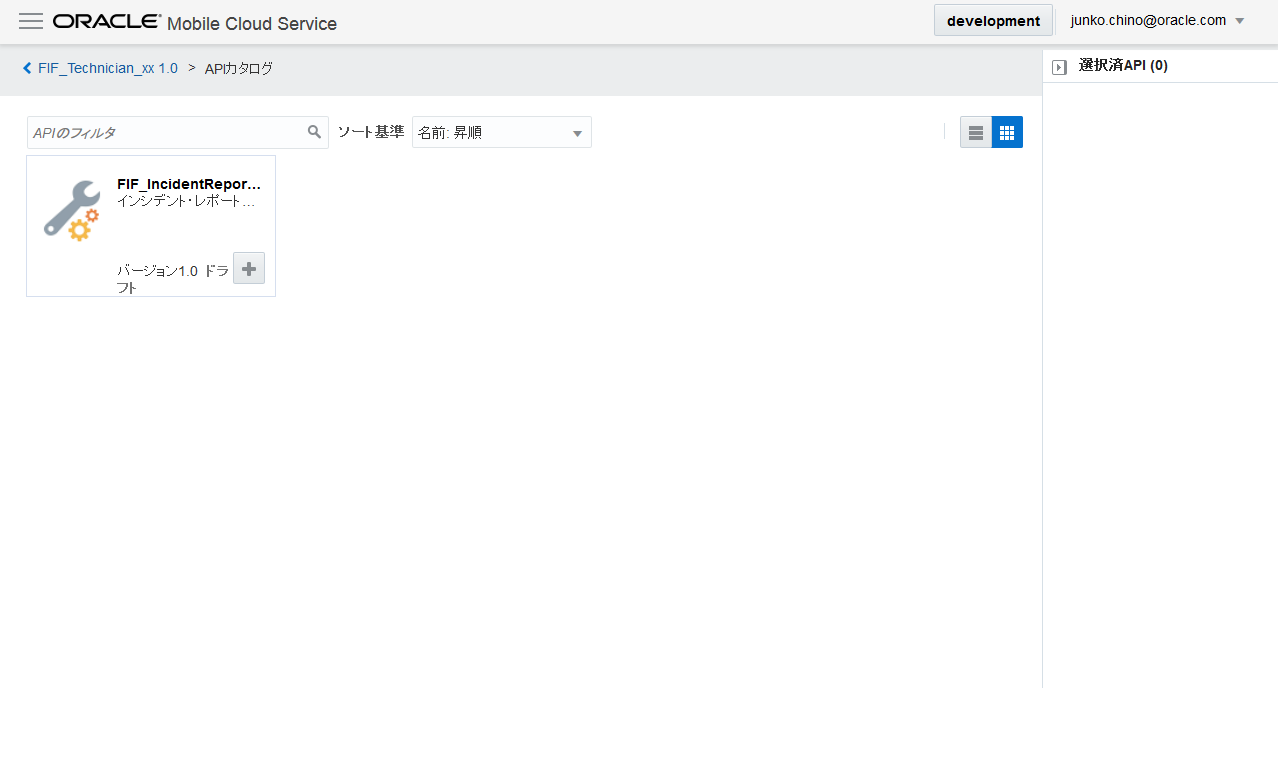 ORACLE Mobile Cloud Service
development
junko.chino@oracle.com
FIF_Technician_xx 1.0 > APIカタログ
選択済API (0)
APIのフィルタ
ソート基準
名前: 昇順
FIF_IncidentRepor...
インシデント・レポート...
バージョン1.0 ドラ
フト